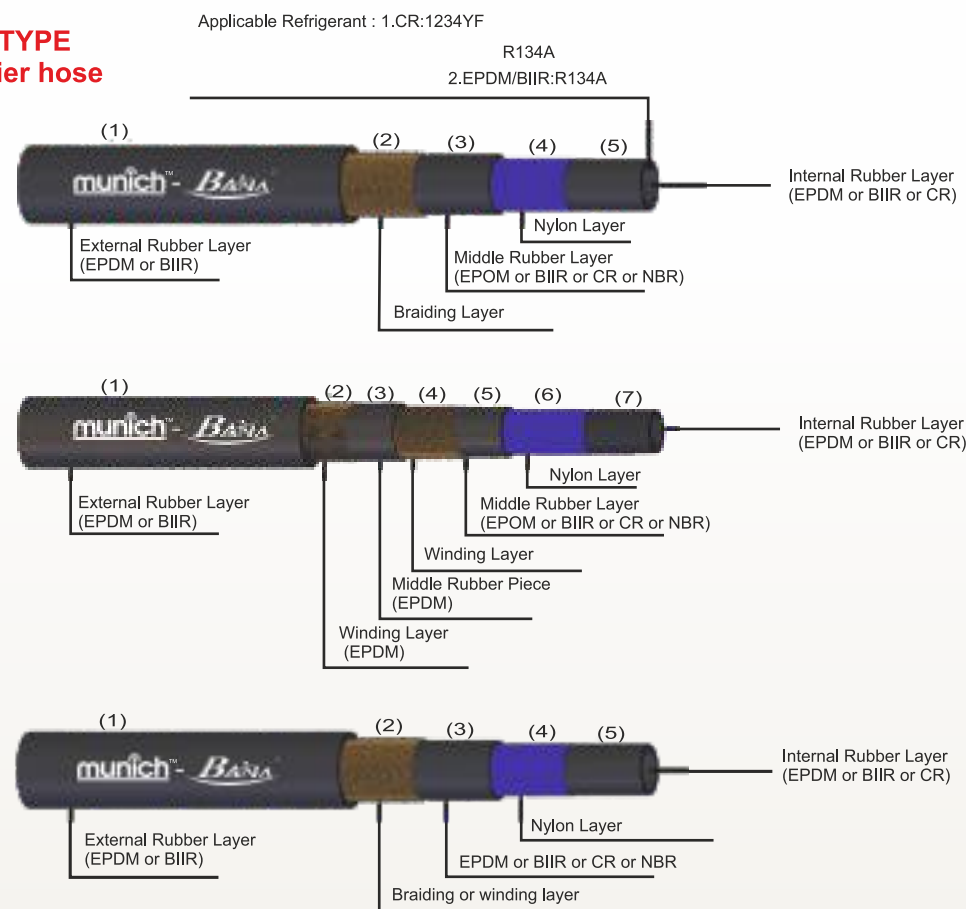 TYPE
ier hose
Applicable Refrigerant : 1.CR:1234YF
R134A
2.EPDM/BIIR:R134A
(1)
(2)
(3)
(4)
(5)
munich™- BANA
Internal Rubber Layer
(EPDM or BIIR or CR)
Nylon Layer
External Rubber Layer
(EPDM or BIIR)
Middle Rubber Layer
(EPOM or BIIR or CR or NBR)
Braiding Layer
(1)
(2)
(3)
(4)
(5)
(6)
(7)
munich™- BANA
Internal Rubber Layer
(EPDM or BIIR or CR)
Nylon Layer
External Rubber Layer
(EPDM or BIIR)
Middle Rubber Layer
(EPOM or BIIR or CR or NBR)
Winding Layer
Middle Rubber Piece
(EPDM)
Winding Layer
(EPDM)
(1)
(2)
(3)
(4)
(5)
munich™- BANA
Internal Rubber Layer
(EPDM or BIIR or CR)
Nylon Layer
External Rubber Layer
(EPDM or BIIR)
EPDM or BIIR or CR or NBR
Braiding or winding layer